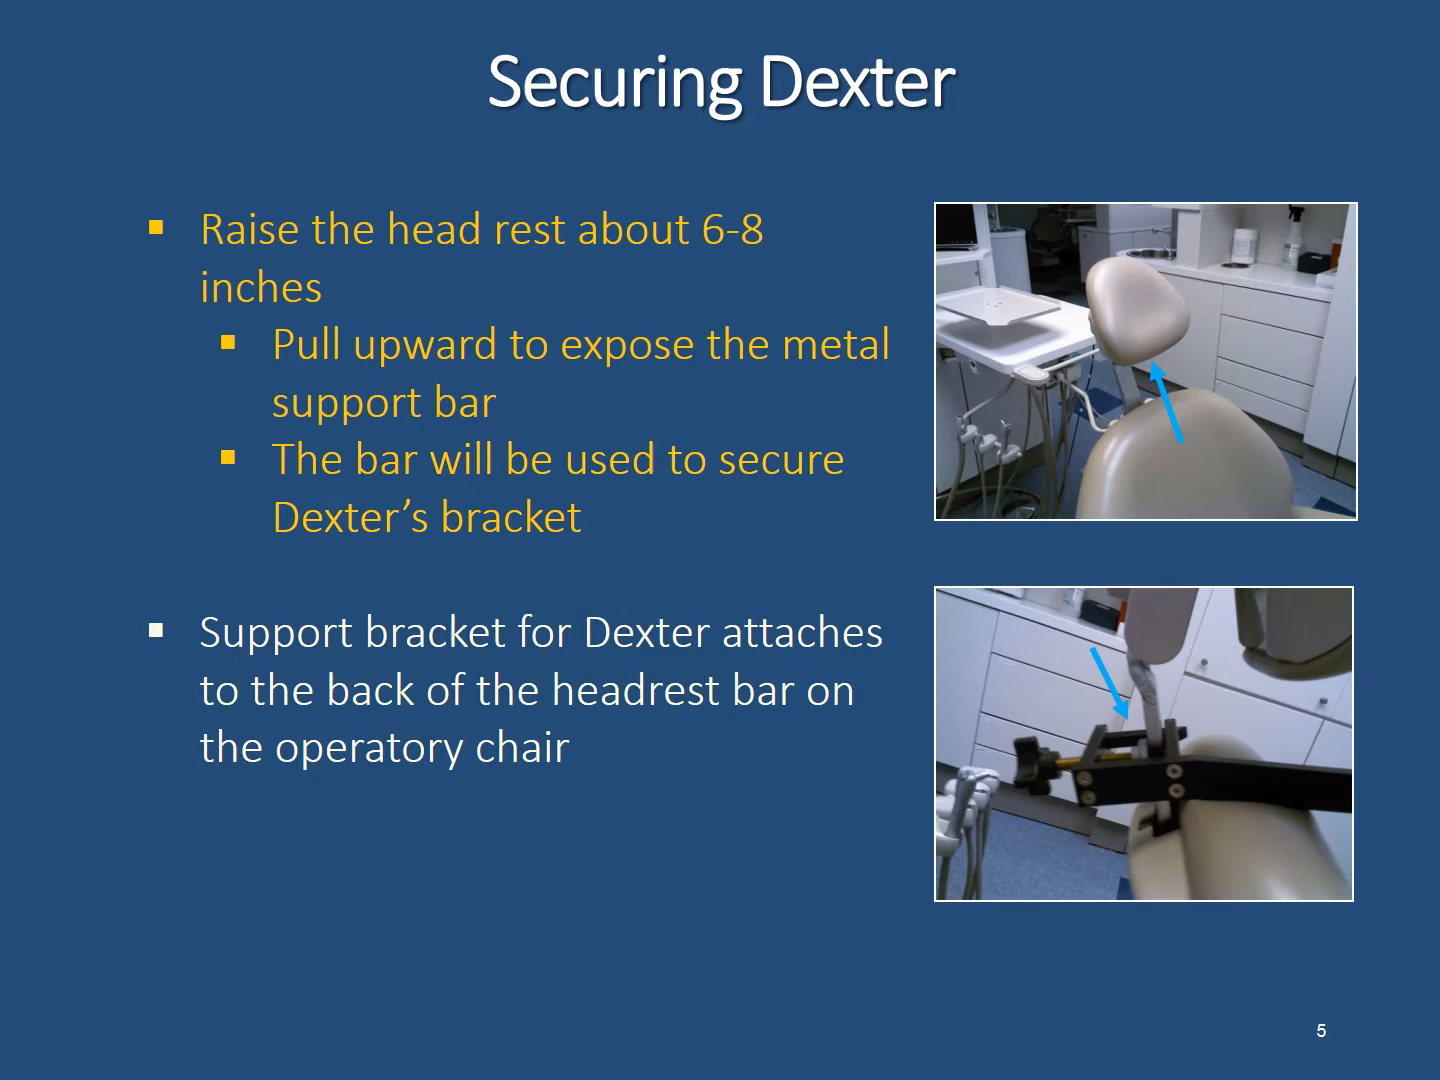 Securing Dexter
Raise the head rest about 6-8
inches
Pull upward to expose the metal
support bar
The bar will be used to secure
Dexter’s bracket
Support bracket for Dexter attaches
to the back of the headrest bar on
the operatory chair
5